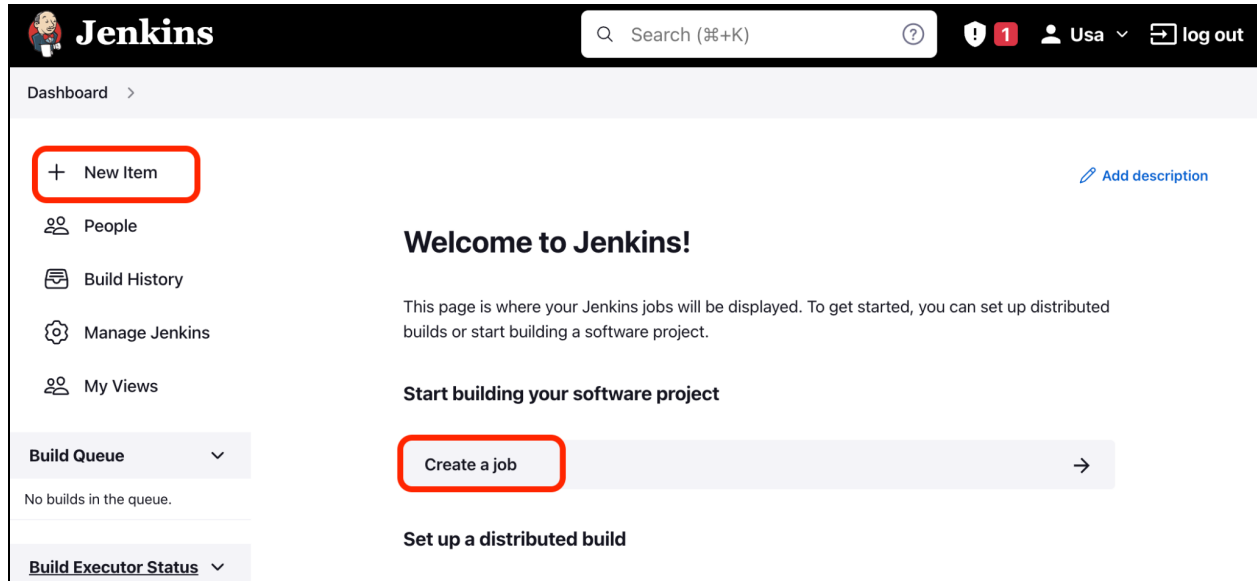 Jenkins
Search (⌘+K)
1
Usa
log out
Dashboard
New Item
People
Build History
Manage Jenkins
My Views
Build Queue
No builds in the queue.
Build Executor Status
Add description
Welcome to Jenkins!
This page is where your Jenkins jobs will be displayed. To get started, you can set up distributed
builds or start building a software project.
Start building your software project
Create a job
Set up a distributed build